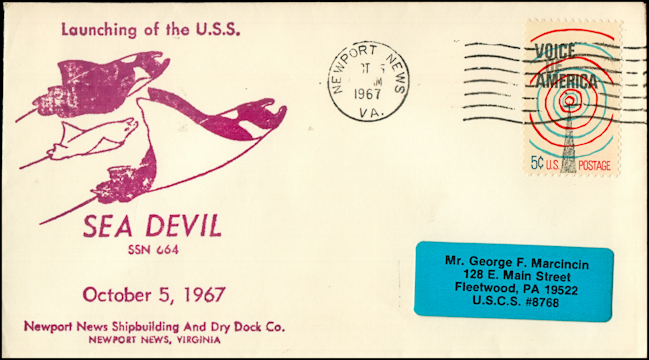 Launching of the U.S.S.
SEA DEVIL
SSN 664
October 5, 1967
Newport News Shipbuilding And Dry Dock Co.
NEWPORT NEWS, VIRGINIA
NEWPORT NEWS
1967
VA.
VOICE
OF
AMERICA
5¢ U.S. POSTAGE
Mr. George F. Marcincin
128 E. Main Street
Fleetwood, PA 19522
U.S.C.S. #8768